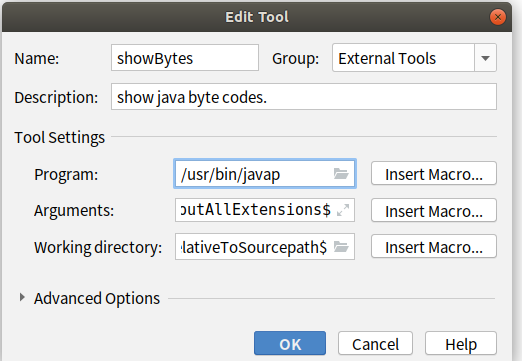 Edit Tool
Name: showBytes Group: External Tools
Description: show java byte codes.
Tool Settings
Program: /usr/bin/javap Insert Macro...
Arguments: outAllExtensions$ Insert Macro...
Working directory: elativeToSourcepath$ Insert Macro...
Advanced Options
OK Cancel Help